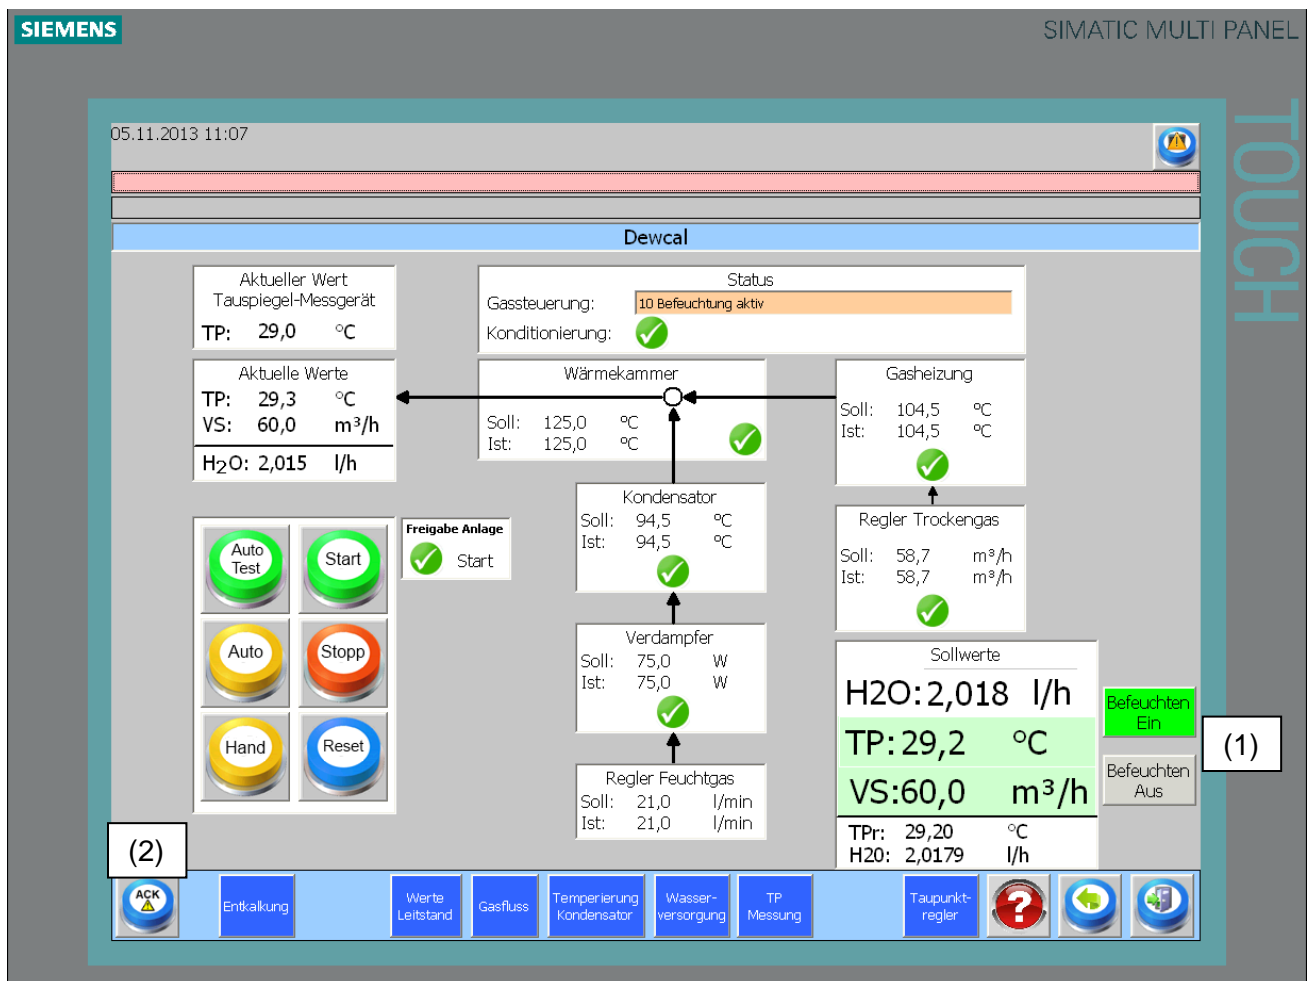 SIEMENS
SIMATIC MULTI PANEL
TOUCH
05.11.2013 11:07
Dewcal
Aktueller Wert
Tauspiegel-Messgerät
TP: 29,0 °C
Status
Gassteuerung: 10 Befeuchtung aktiv
Konditionierung:
Aktuelle Werte
TP: 29,3 °C
VS: 60,0 m³/h
H2O: 2,015 l/h
Wärmekammer
Soll: 125,0 °C
Ist: 125,0 °C
Gasheizung
Soll: 104,5 °C
Ist: 104,5 °C
Kondensator
Soll: 94,5 °C
Ist: 94,5 °C
Regler Trockengas
Soll: 58,7 m³/h
Ist: 58,7 m³/h
Auto
Test
Start
Auto
Stopp
Hand
Reset
Freigabe Anlage
Start
Verdampfer
Soll: 75,0 W
Ist: 75,0 W
Regler Feuchtgas
Soll: 21,0 l/min
Ist: 21,0 l/min
Sollwerte
H2O: 2,018 l/h
TP: 29,2 °C
VS: 60,0 m³/h
TPr: 29,20 °C
H20: 2,0179 l/h
Befeuchten
Ein
Befeuchten
Aus
(1)
(2)
ACK
Entkalkung
Werte
Leitstand
Gasfluss
Temperierung
Kondensator
Wasser-
versorgung
TP
Messung
Taupunkt-
regler
?